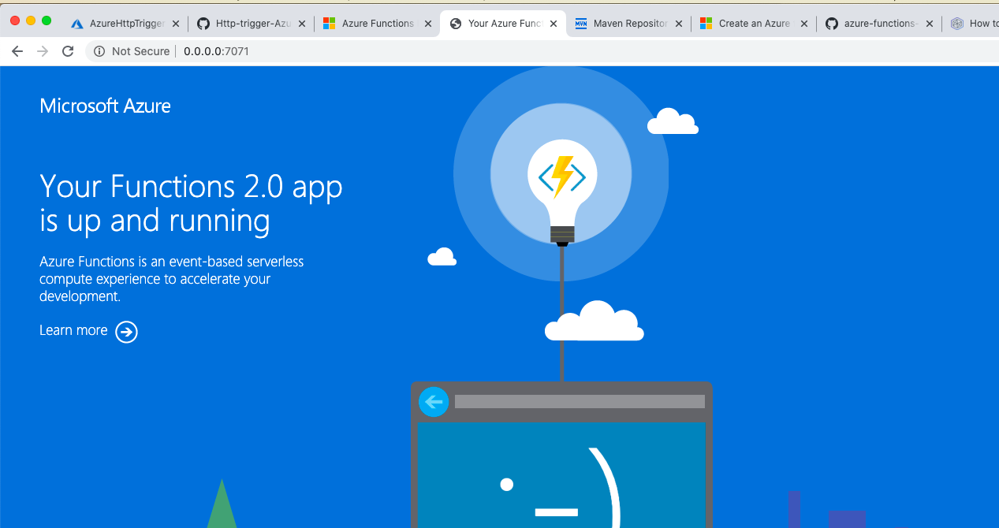 AzureHttpTrigger
Http-trigger-Azu
Azure Functions
Your Azure Func
Maven Repositor
Create an Azure
azure-functions-
How to
Not Secure
0.0.0.0:7071
Microsoft Azure
Your Functions 2.0 app
is up and running
Azure Functions is an event-based serverless
compute experience to accelerate your
development.
Learn more